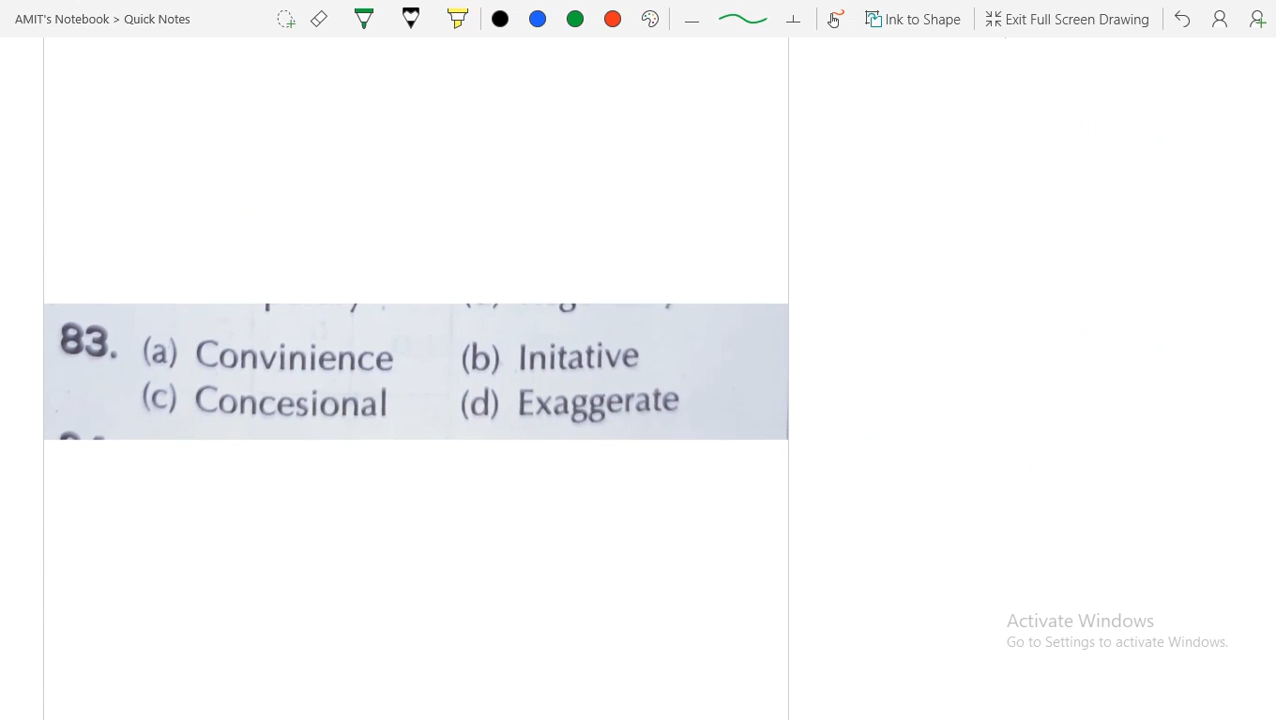 AMIT's Notebook > Quick Notes
Ink to Shape
Exit Full Screen Drawing
83. (a) Convinience (b) Initative
(c) Concesional (d) Exaggerate
Activate Windows
Go to Settings to activate Windows.